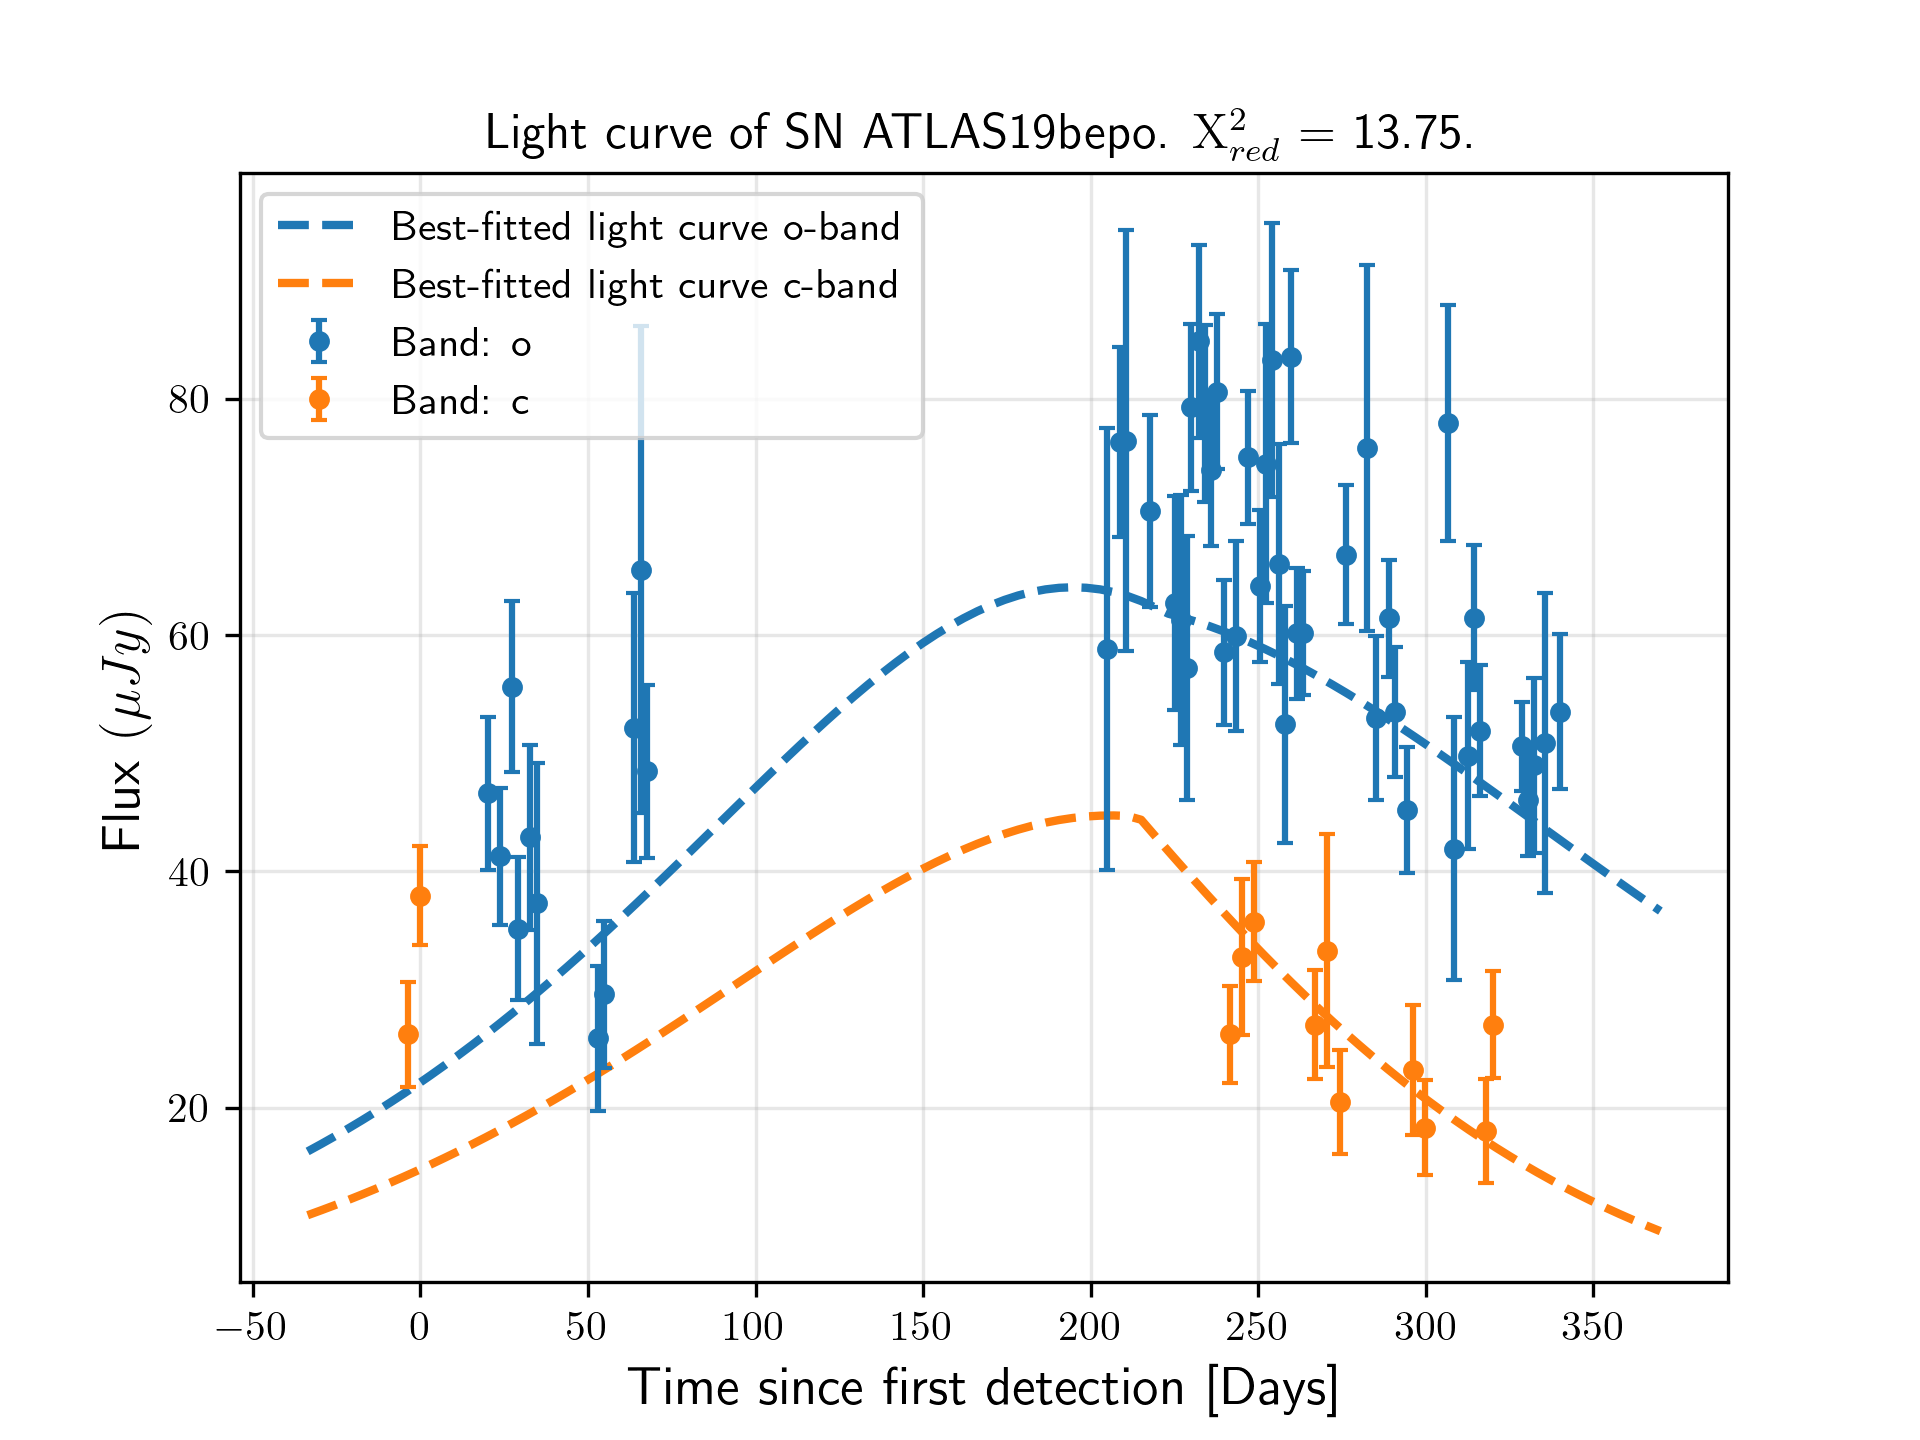 Light curve of SN ATLAS19bepo. X²_red = 13.75.
Best-fitted light curve o-band
Best-fitted light curve c-band
Band: o
Band: c
Flux (μJy)
80
60
40
20
−50 0 50 100 150 200 250 300 350
Time since first detection [Days]